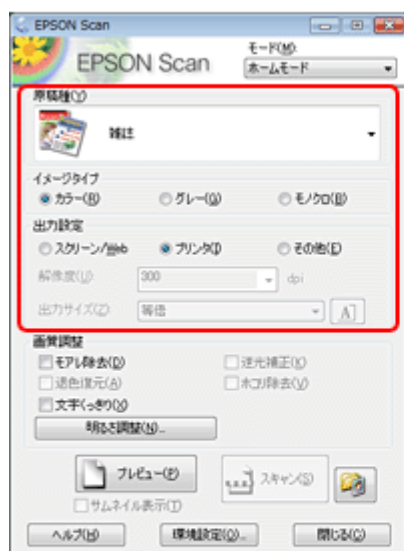 EPSON Scan
EPSON Scan
モード(M):
ホームモード
原稿種(Y)
雑誌
イメージタイプ
カラー(R) グレー(G) モノクロ(B)
出力設定
スクリーン/Web プリンタ(I) その他(E)
解像度(U): 300 dpi
出力サイズ(Z): 等倍 A
画質調整
モアレ除去(D) 逆光補正(K)
退色復元(A) ホコリ除去(V)
文字くっきり(X)
明るさ調整(N)...
プレビュー(P) スキャン(S)
サムネイル表示(T)
ヘルプ(H) 環境設定(O)... 閉じる(C)